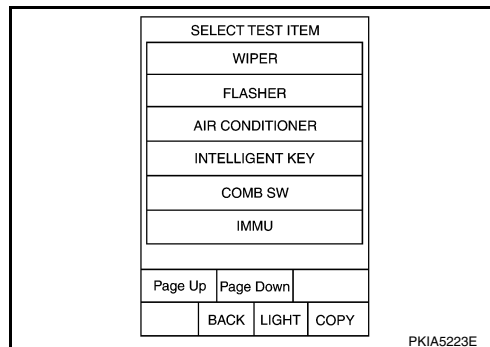 SELECT TEST ITEM
WIPER
FLASHER
AIR CONDITIONER
INTELLIGENT KEY
COMB SW
IMMU
Page Up Page Down
BACK LIGHT COPY
PKIA5223E